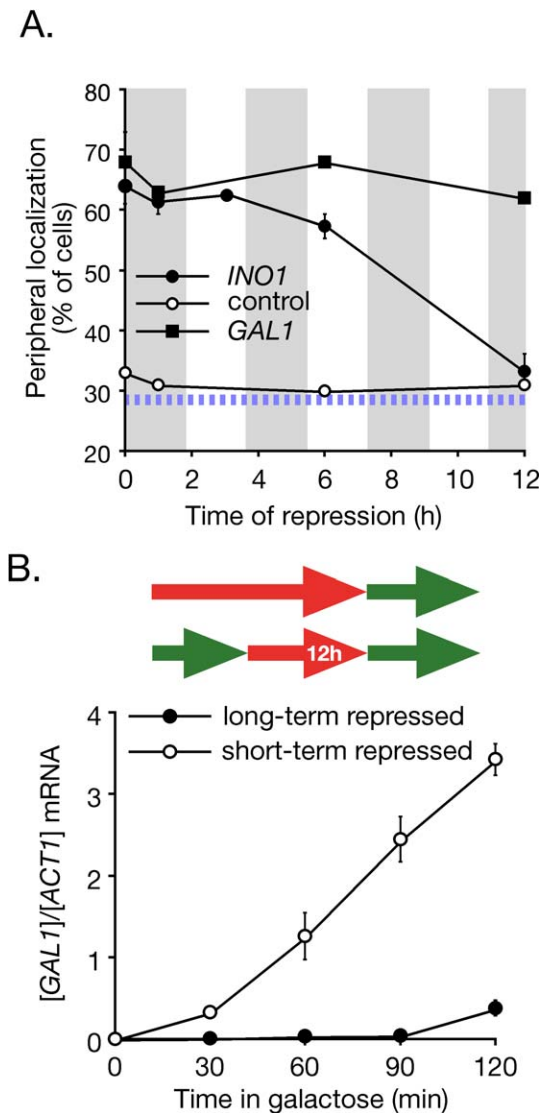 A.
80
70
60
50
40
30
20
Peripheral localization
(% of cells)
INO1
control
GAL1
0 2 4 6 8 10 12
Time of repression (h)
B.
12h
4
3
2
1
0
[GAL1]/[ACT1] mRNA
long-term repressed
short-term repressed
0 30 60 90 120
Time in galactose (min)